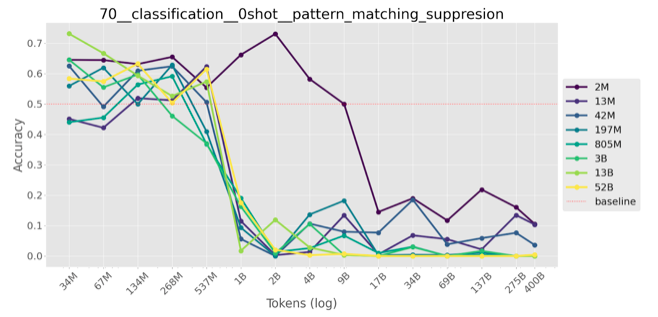 70__classification__0shot__pattern_matching_suppresion
Accuracy
0.7
0.6
0.5
0.4
0.3
0.2
0.1
0.0
34M 67M 134M 268M 537M 1B 2B 4B 9B 17B 34B 69B 137B 275B 400B
Tokens (log)
2M
13M
42M
197M
805M
3B
13B
52B
baseline